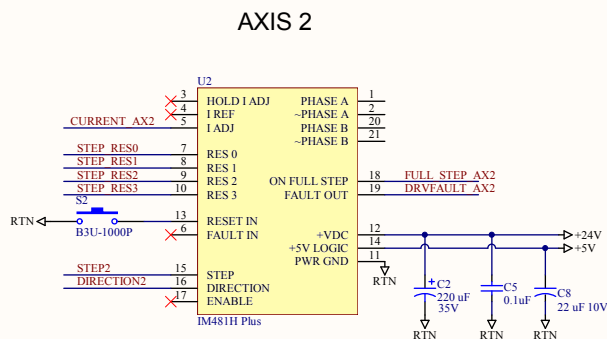 AXIS 2
U2
3 HOLD I ADJ PHASE A 1
4 I REF ~PHASE A 2
CURRENT_AX2 5 I ADJ PHASE B 20
~PHASE B 21
STEP_RES0 7 RES 0
STEP_RES1 8 RES 1
STEP_RES2 9 RES 2 ON FULL STEP 18 FULL_STEP_AX2
STEP_RES3 10 RES 3 FAULT OUT 19 DRVFAULT_AX2
S2
RTN 13 RESET IN +VDC 12 +24V
B3U-1000P 6 FAULT IN +5V LOGIC 14 +5V
PWR GND 11
RTN
STEP2 15 STEP
DIRECTION2 16 DIRECTION
17 ENABLE
+ C2 C5 C8
220 uF 0.1uF 22 uF 10V
35V
IM481H Plus
RTN RTN RTN